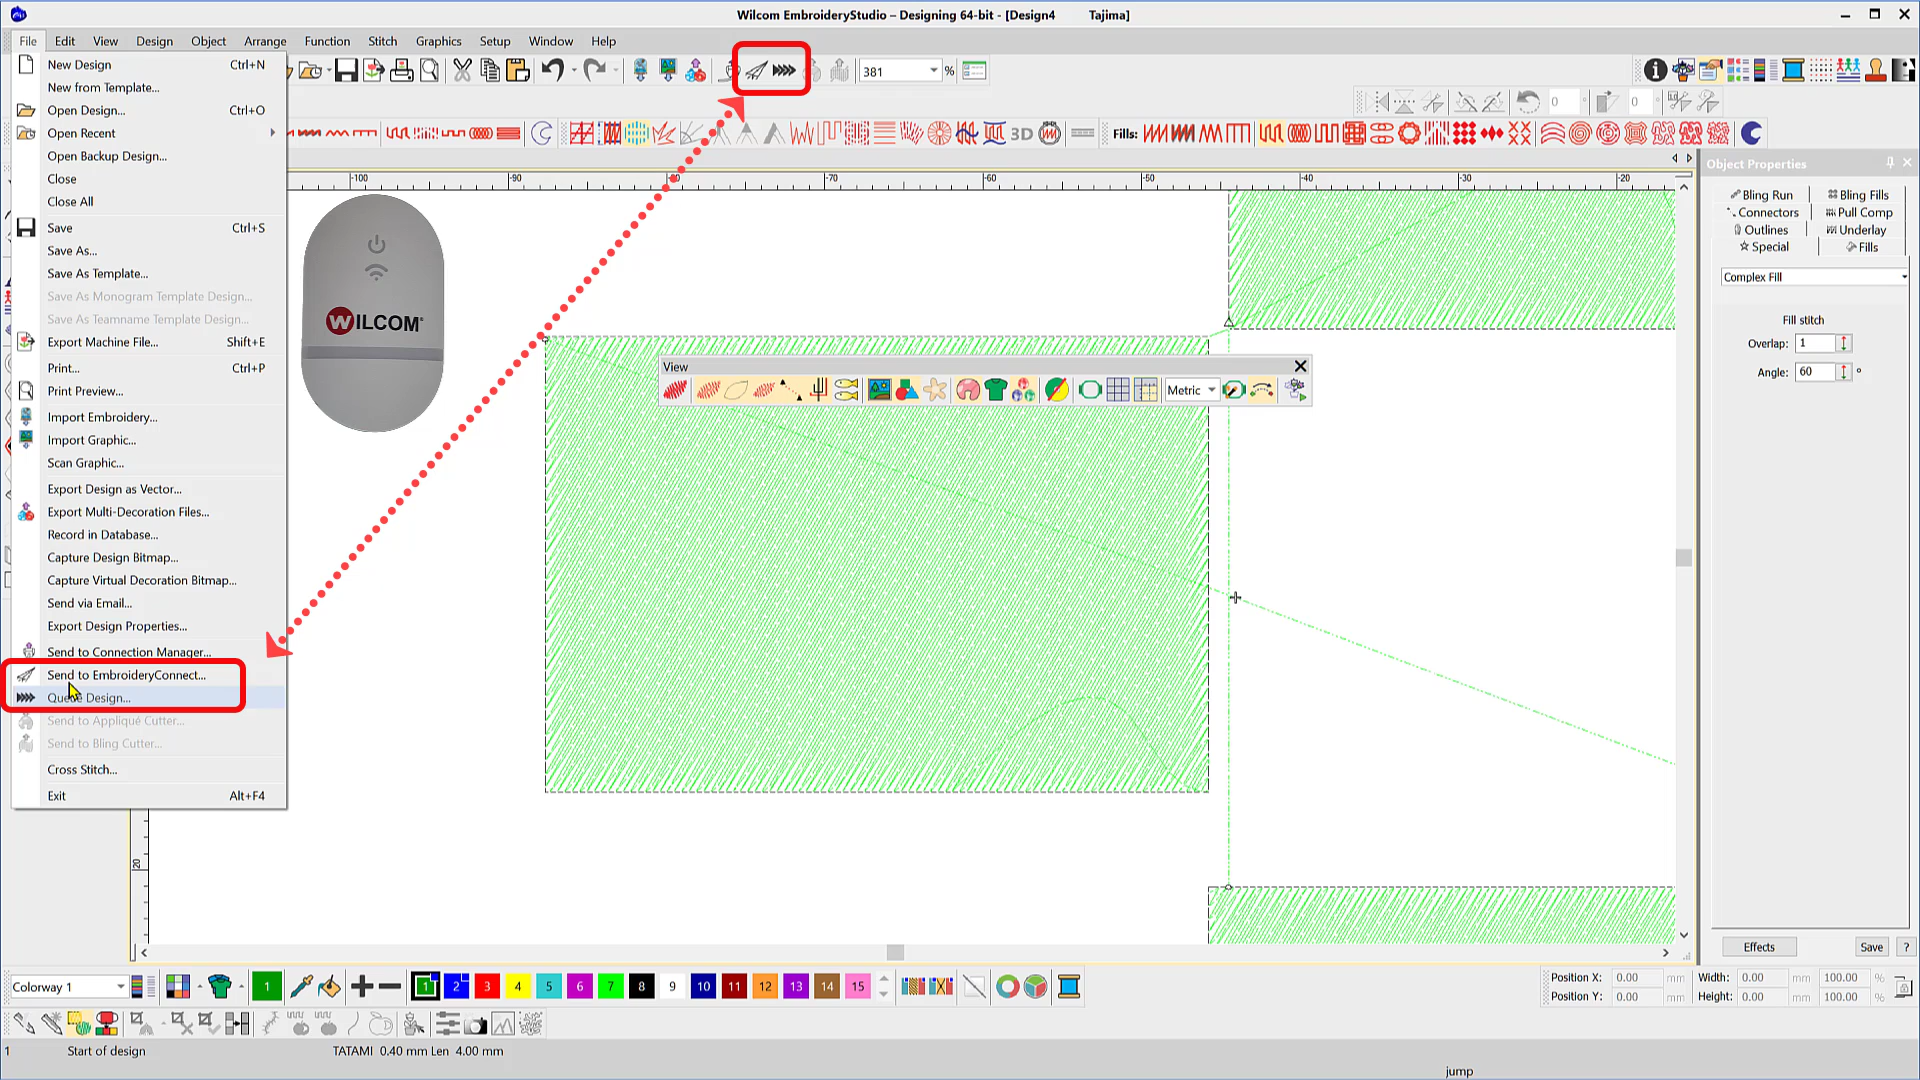 Wilcom EmbroideryStudio – Designing 64-bit - [Design4 Tajima]
File Edit View Design Object Arrange Function Stitch Graphics Setup Window Help
New Design Ctrl+N
New from Template...
Open Design... Ctrl+O
Open Recent
Open Backup Design...
Close
Close All
Save Ctrl+S
Save As...
Save As Template...
Save As Monogram Template Design...
Save As Teamname Template Design...
Export Machine File... Shift+E
Print... Ctrl+P
Print Preview...
Import Embroidery...
Import Graphic...
Scan Graphic...
Export Design as Vector...
Export Multi-Decoration Files...
Record in Database...
Capture Design Bitmap...
Capture Virtual Decoration Bitmap...
Send via Email...
Export Design Properties...
Send to Connection Manager...
Send to EmbroideryConnect...
Queue Design...
Send to Appliqué Cutter...
Send to Bling Cutter...
Cross Stitch...
Exit Alt+F4
381 %
0 ° 0 °
3D
Fills:
-100 -90 -80 -70 -60 -50 -40 -30 -20
20
WILCOM®
View
Metric
Object Properties
Bling Run Bling Fills
Connectors Pull Comp
Outlines Underlay
Special Fills
Complex Fill
Fill stitch
Overlap: 1
Angle: 60 °
Effects Save ?
Colorway 1
1
1 2 3 4 5 6 7 8 9 10 11 12 13 14 15
Position X: 0.00 mm Width: 0.00 mm 100.00 %
Position Y: 0.00 mm Height: 0.00 mm 100.00 %
1 Start of design TATAMI 0.40 mm Len 4.00 mm
jump